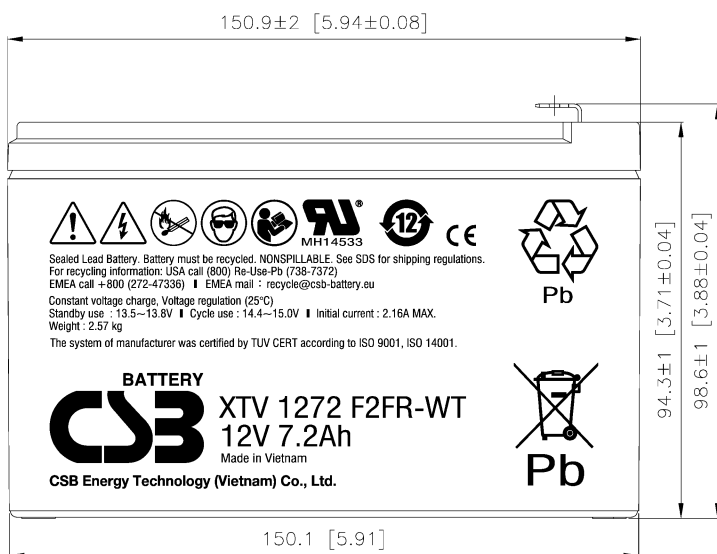 150.9±2 [5.94±0.08]
MH14533
12
CE
Pb
Sealed Lead Battery. Battery must be recycled. NONSPILLABLE. See SDS for shipping regulations.
For recycling information: USA call (800) Re-Use-Pb (738-7372)
EMEA call +800 (272-47336) ▮ EMEA mail : recycle@csb-battery.eu
Constant voltage charge, Voltage regulation (25°C)
Standby use : 13.5~13.8V ▮ Cycle use : 14.4~15.0V ▮ Initial current : 2.16A MAX.
Weight : 2.57 kg
The system of manufacturer was certified by TUV CERT according to ISO 9001, ISO 14001.
BATTERY
CSB
XTV 1272 F2FR-WT
12V 7.2Ah
Made in Vietnam
CSB Energy Technology (Vietnam) Co., Ltd.
Pb
94.3±1 [3.71±0.04]
98.6±1 [3.88±0.04]
150.1 [5.91]